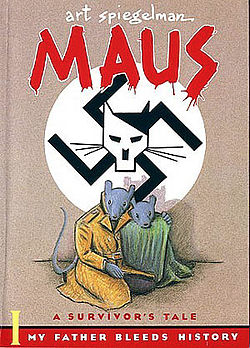 art spiegelman
MAUS
A SURVIVOR'S TALE
I MY FATHER BLEEDS HISTORY